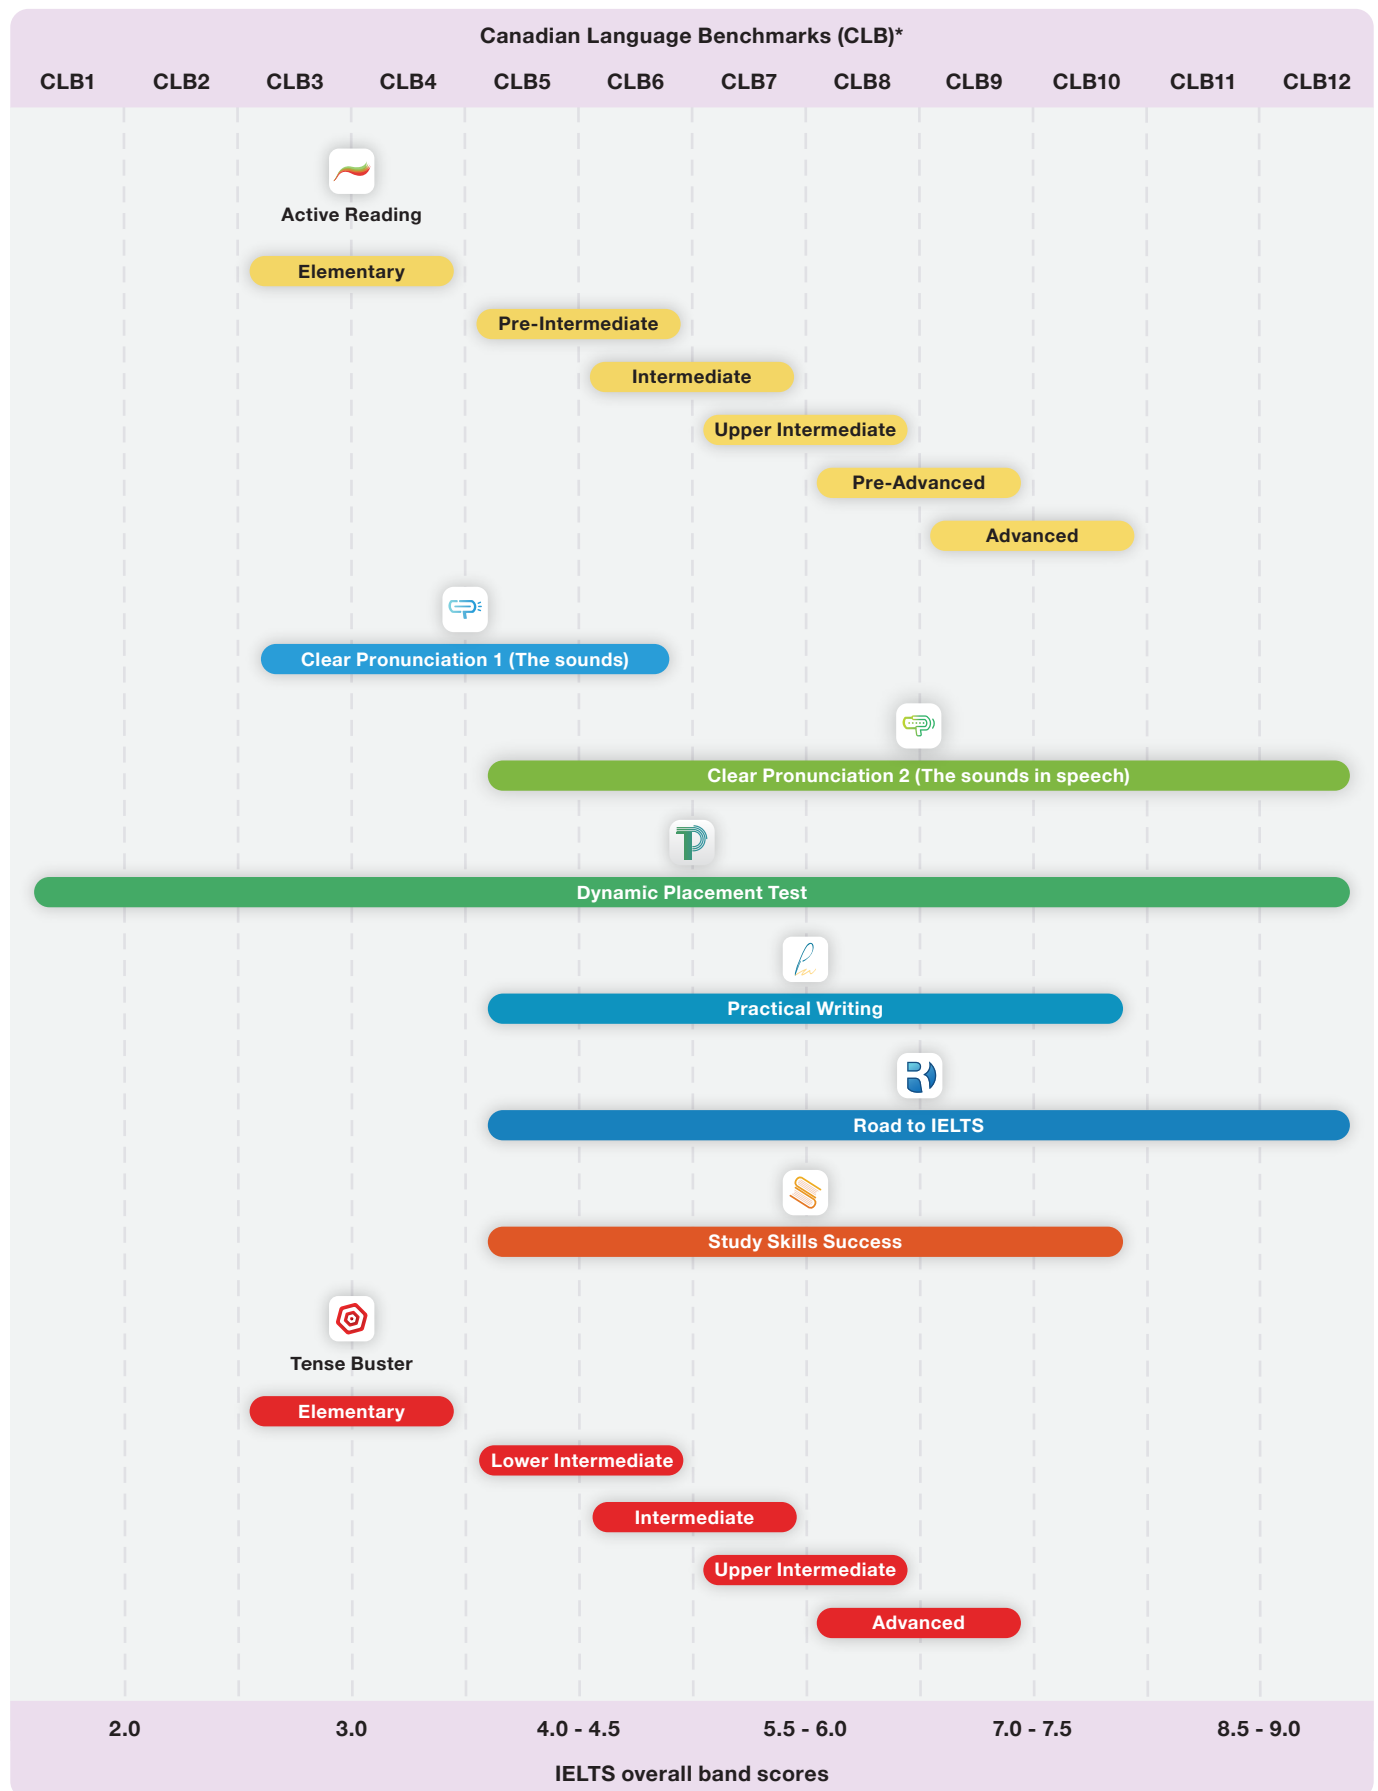 Canadian Language Benchmarks (CLB)*
CLB1 CLB2 CLB3 CLB4 CLB5 CLB6 CLB7 CLB8 CLB9 CLB10 CLB11 CLB12
Active Reading
Elementary
Pre-Intermediate
Intermediate
Upper Intermediate
Pre-Advanced
Advanced
Clear Pronunciation 1 (The sounds)
Clear Pronunciation 2 (The sounds in speech)
Dynamic Placement Test
Practical Writing
Road to IELTS
Study Skills Success
Tense Buster
Elementary
Lower Intermediate
Intermediate
Upper Intermediate
Advanced
2.0 3.0 4.0 - 4.5 5.5 - 6.0 7.0 - 7.5 8.5 - 9.0
IELTS overall band scores